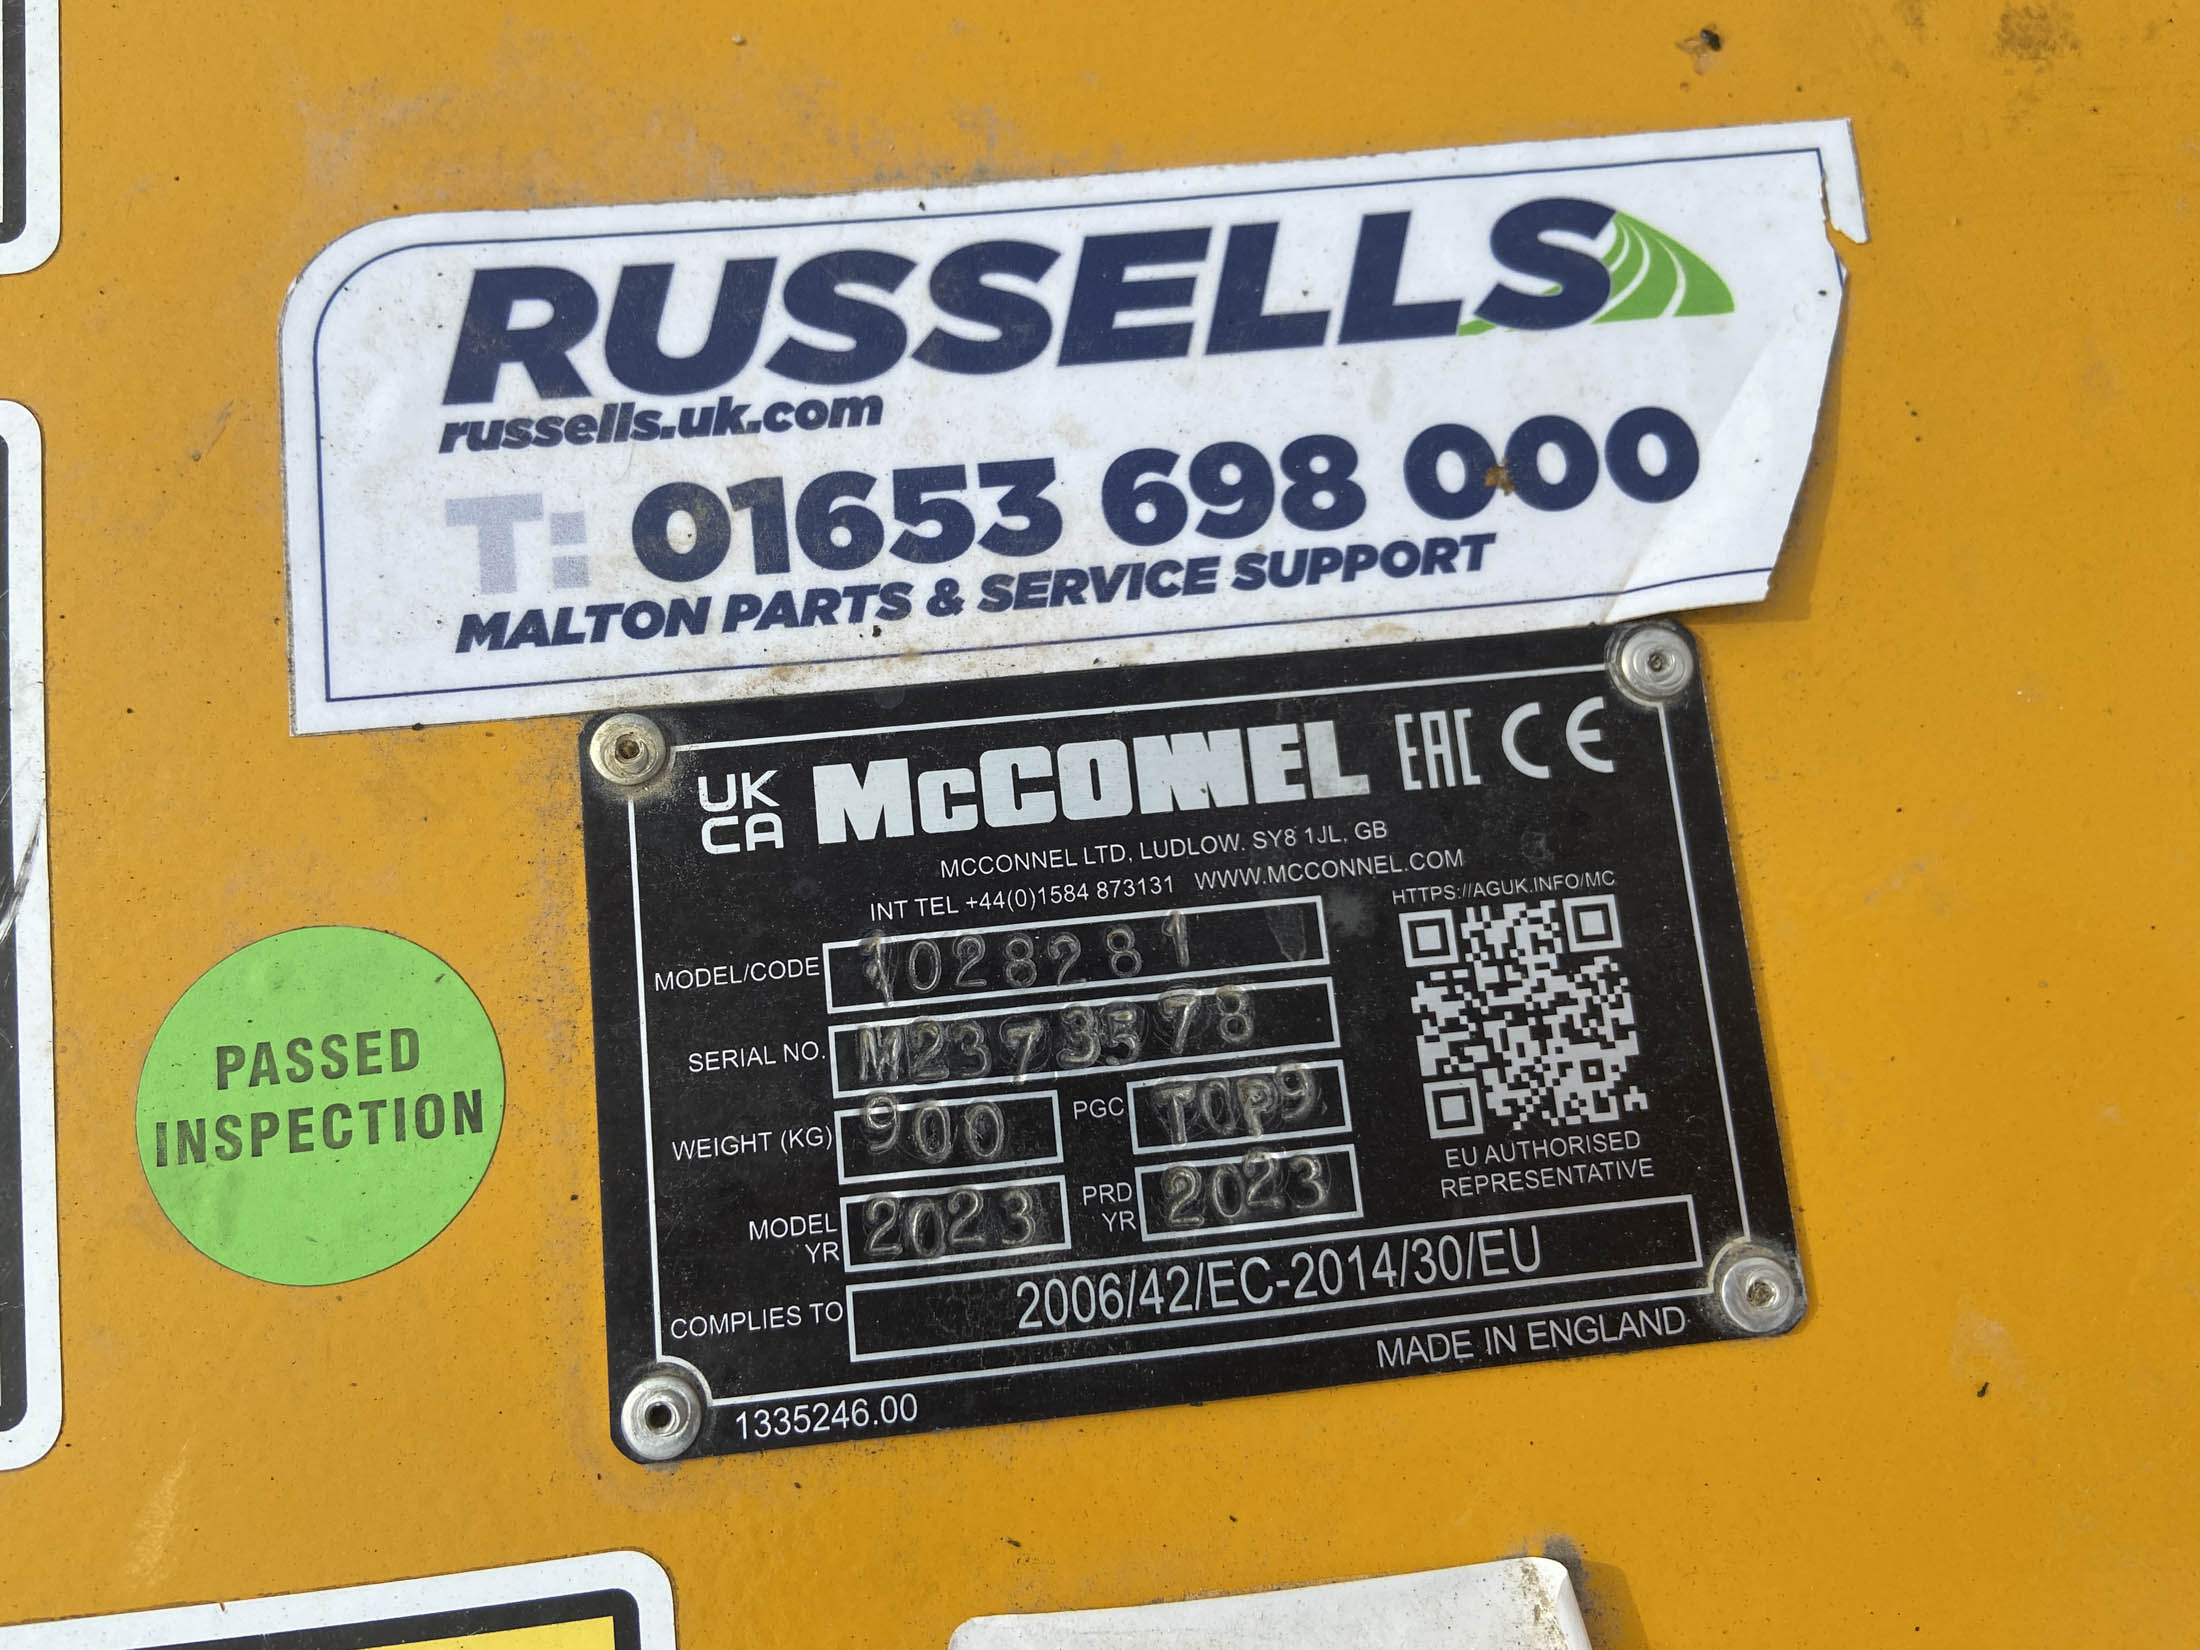 RUSSELLS
russells.uk.com
T: 01653 698 000
MALTON PARTS & SERVICE SUPPORT
UK
CA
McCONNEL EAC CE
MCCONNEL LTD, LUDLOW. SY8 1JL, GB
INT TEL +44(0)1584 873131 WWW.MCCONNEL.COM
HTTPS://AGUK.INFO/MC
MODEL/CODE 1028281
SERIAL NO. M2373578
WEIGHT (KG) 900 PGC TOP9
MODEL YR 2023 PRD YR 2023
EU AUTHORISED
REPRESENTATIVE
COMPLIES TO 2006/42/EC-2014/30/EU
MADE IN ENGLAND
1335246.00
PASSED
INSPECTION